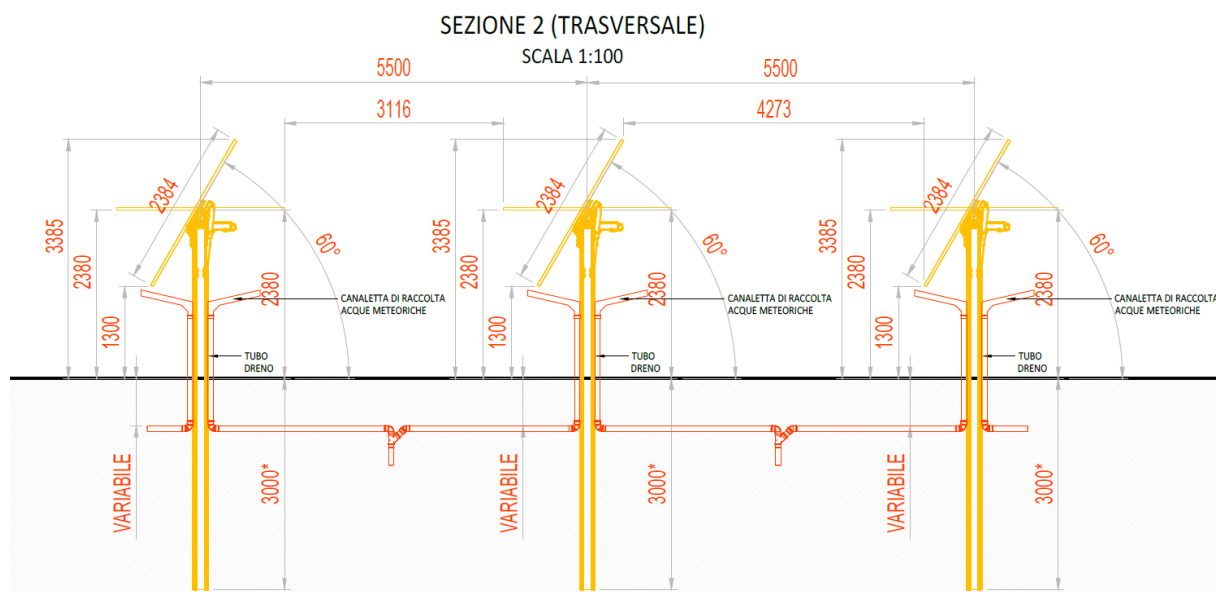 SEZIONE 2 (TRASVERSALE)
SCALA 1:100
5500
5500
3116
4273
2384
2384
2384
3385
2380
1300
60°
2380
3385
2380
1300
60°
2380
3385
2380
1300
60°
2380
CANALETTA DI RACCOLTA
ACQUE METEORICHE
CANALETTA DI RACCOLTA
ACQUE METEORICHE
CANALETTA DI RACCOLTA
ACQUE METEORICHE
TUBO
DRENO
TUBO
DRENO
TUBO
DRENO
VARIABILE
3000*
VARIABILE
3000*
VARIABILE
3000*